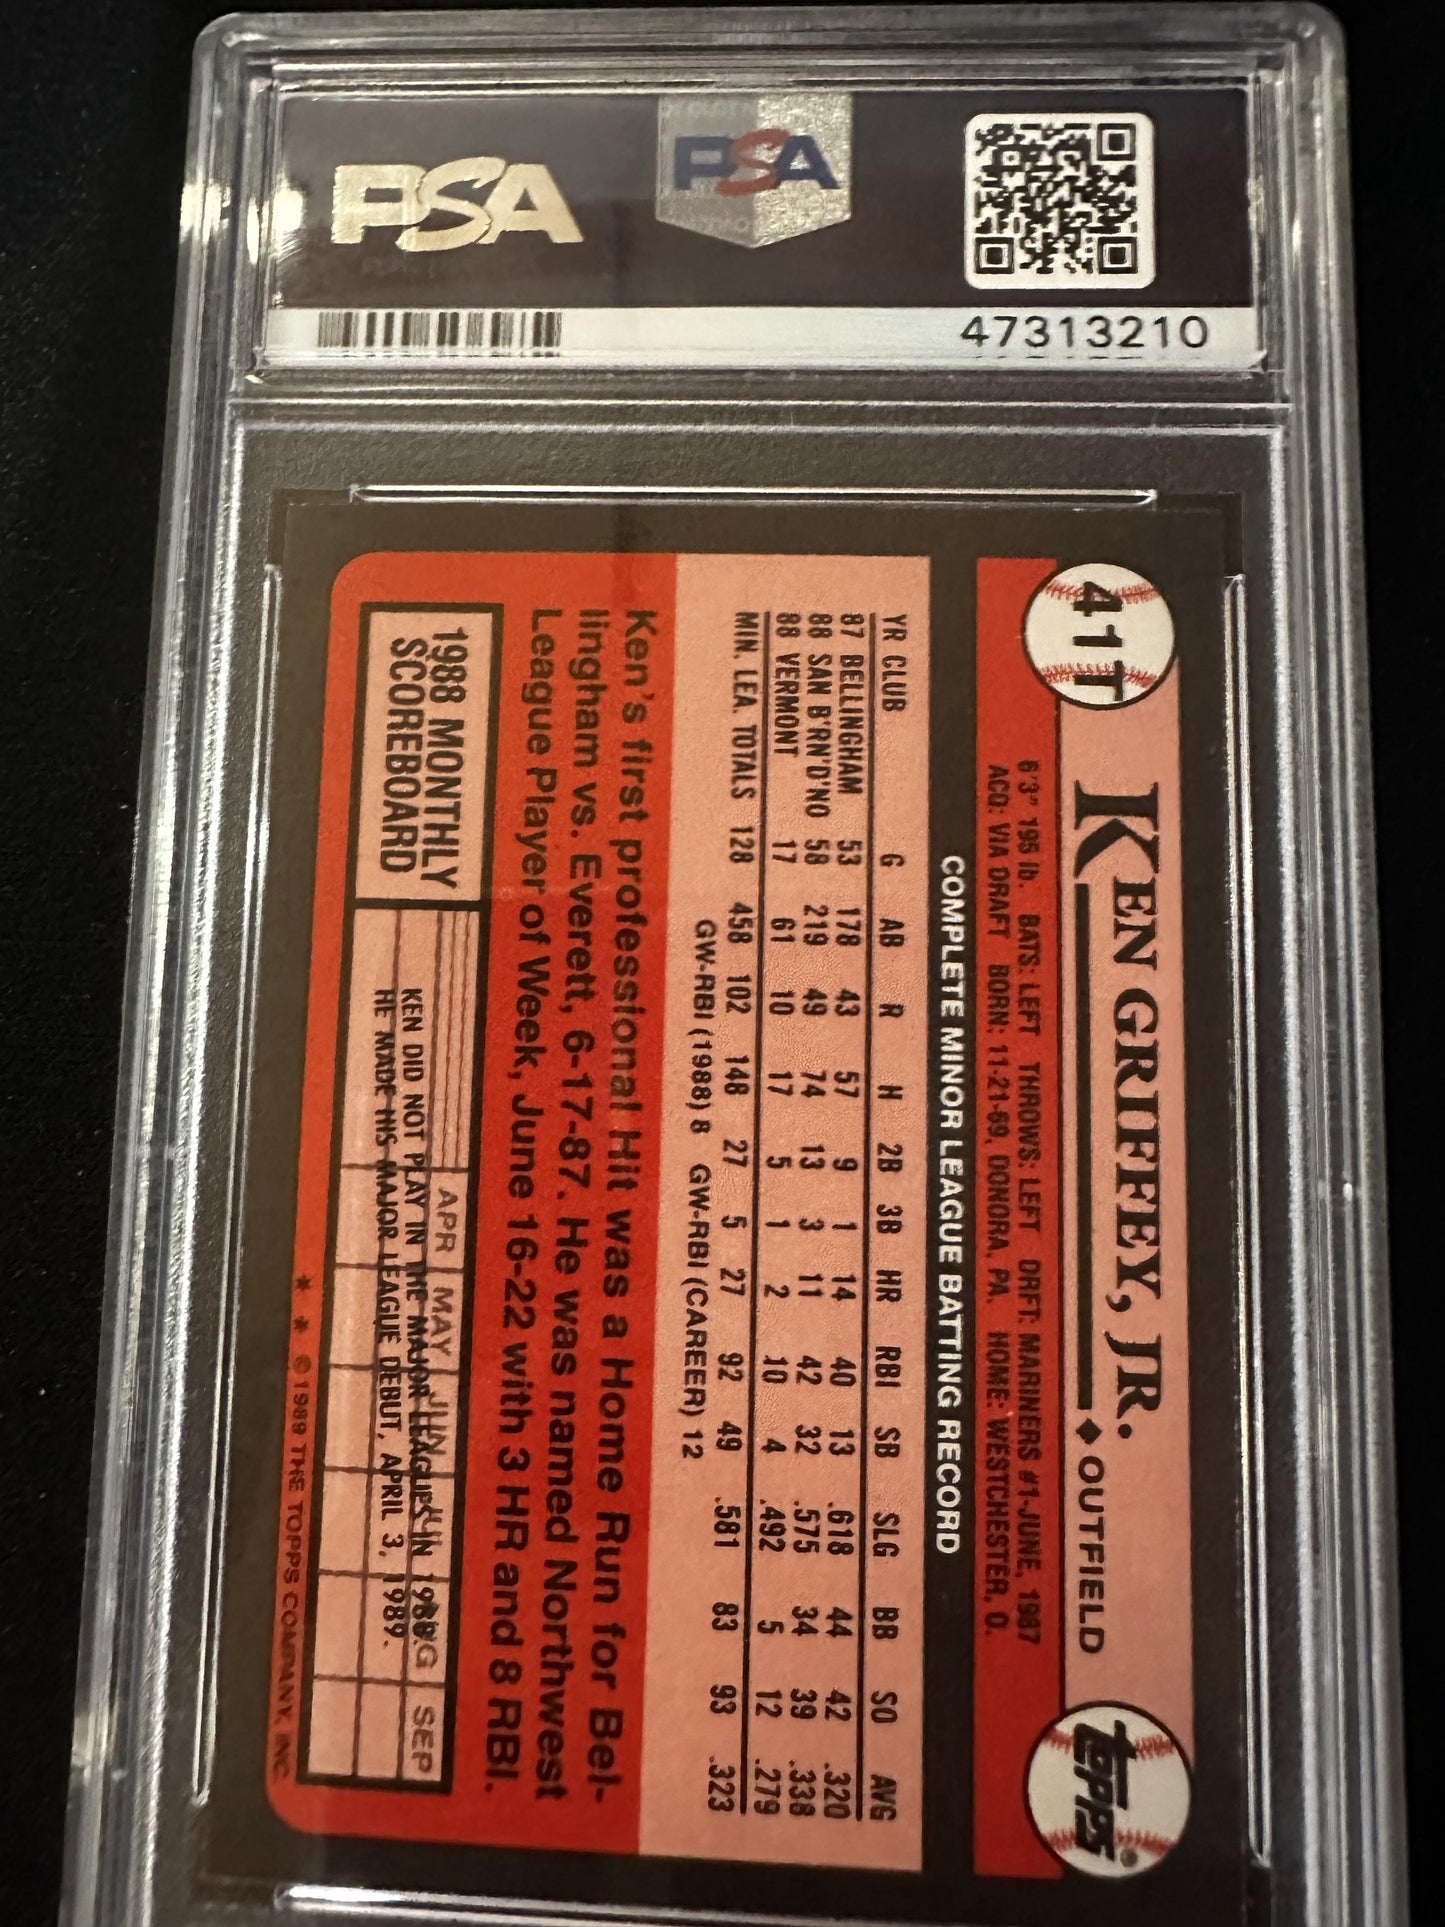 PSA
PSA
47313210
41T
KEN GRIFFEY, JR. ♦ OUTFIELD
topps®
6'3" 195 lb. BATS: LEFT THROWS: LEFT DRFT: MARINERS #1-JUNE, 1987
ACQ: VIA DRAFT BORN: 11-21-69, DONORA, PA. HOME: WESTCHESTER, O.
COMPLETE MINOR LEAGUE BATTING RECORD
YR CLUB G AB R H 2B 3B HR RBI SB SLG BB SO AVG
87 BELLINGHAM 53 178 43 57 9 1 14 40 13 .618 44 42 .320
88 SAN B'RN'D'NO 58 219 49 74 13 3 11 42 32 .575 34 39 .338
88 VERMONT 17 61 10 17 5 1 2 10 4 .492 5 12 .279
MIN. LEA. TOTALS 128 458 102 148 27 5 27 92 49 .581 83 93 .323
GW-RBI (1988) 8 GW-RBI (CAREER) 12
Ken's first professional Hit was a Home Run for Bel-
lingham vs. Everett, 6-17-87. He was named Northwest
League Player of Week, June 16-22 with 3 HR and 8 RBI.
1988 MONTHLY
SCOREBOARD
APR MAY JUN JUL AUG SEP
KEN DID NOT PLAY IN THE MAJOR LEAGUES IN 1988.
HE MADE HIS MAJOR LEAGUE DEBUT, APRIL 3, 1989.
* * © 1989 THE TOPPS COMPANY, INC.